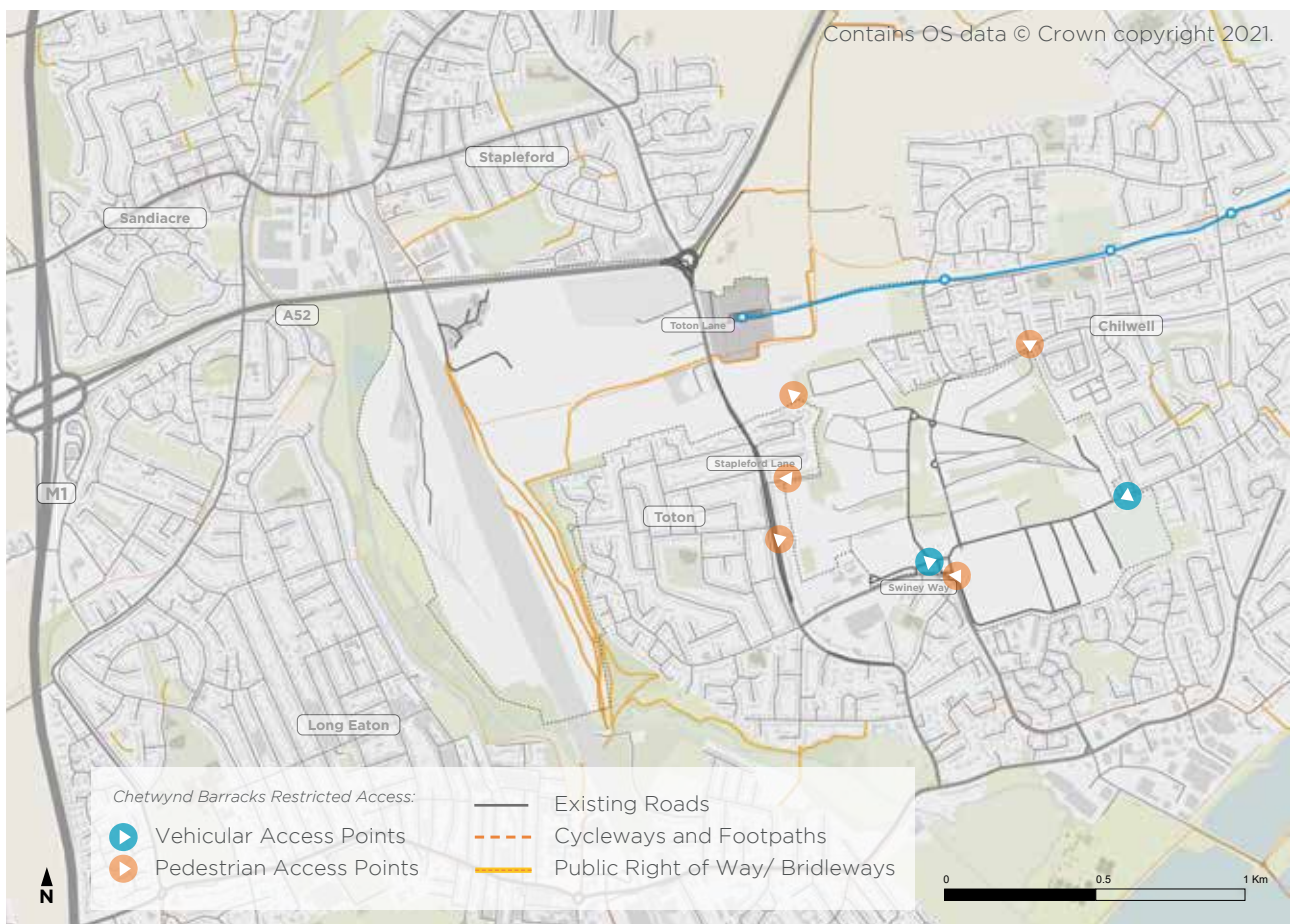 Contains OS data © Crown copyright 2021.
Stapleford
Sandiacre
A52
Toton Lane
Chilwell
M1
Stapleford Lane
Toton
Swiney Way
Long Eaton
Chetwynd Barracks Restricted Access:
Vehicular Access Points
Pedestrian Access Points
Existing Roads
Cycleways and Footpaths
Public Right of Way/ Bridleways
N
0 0.5 1 Km